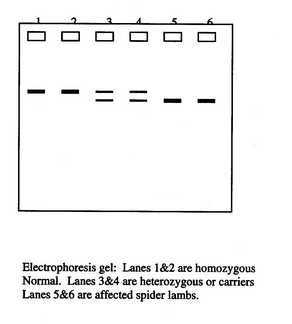 1 2 3 4 5 6
Electrophoresis gel: Lanes 1&2 are homozygous
Normal. Lanes 3&4 are heterozygous or carriers
Lanes 5&6 are affected spider lambs.